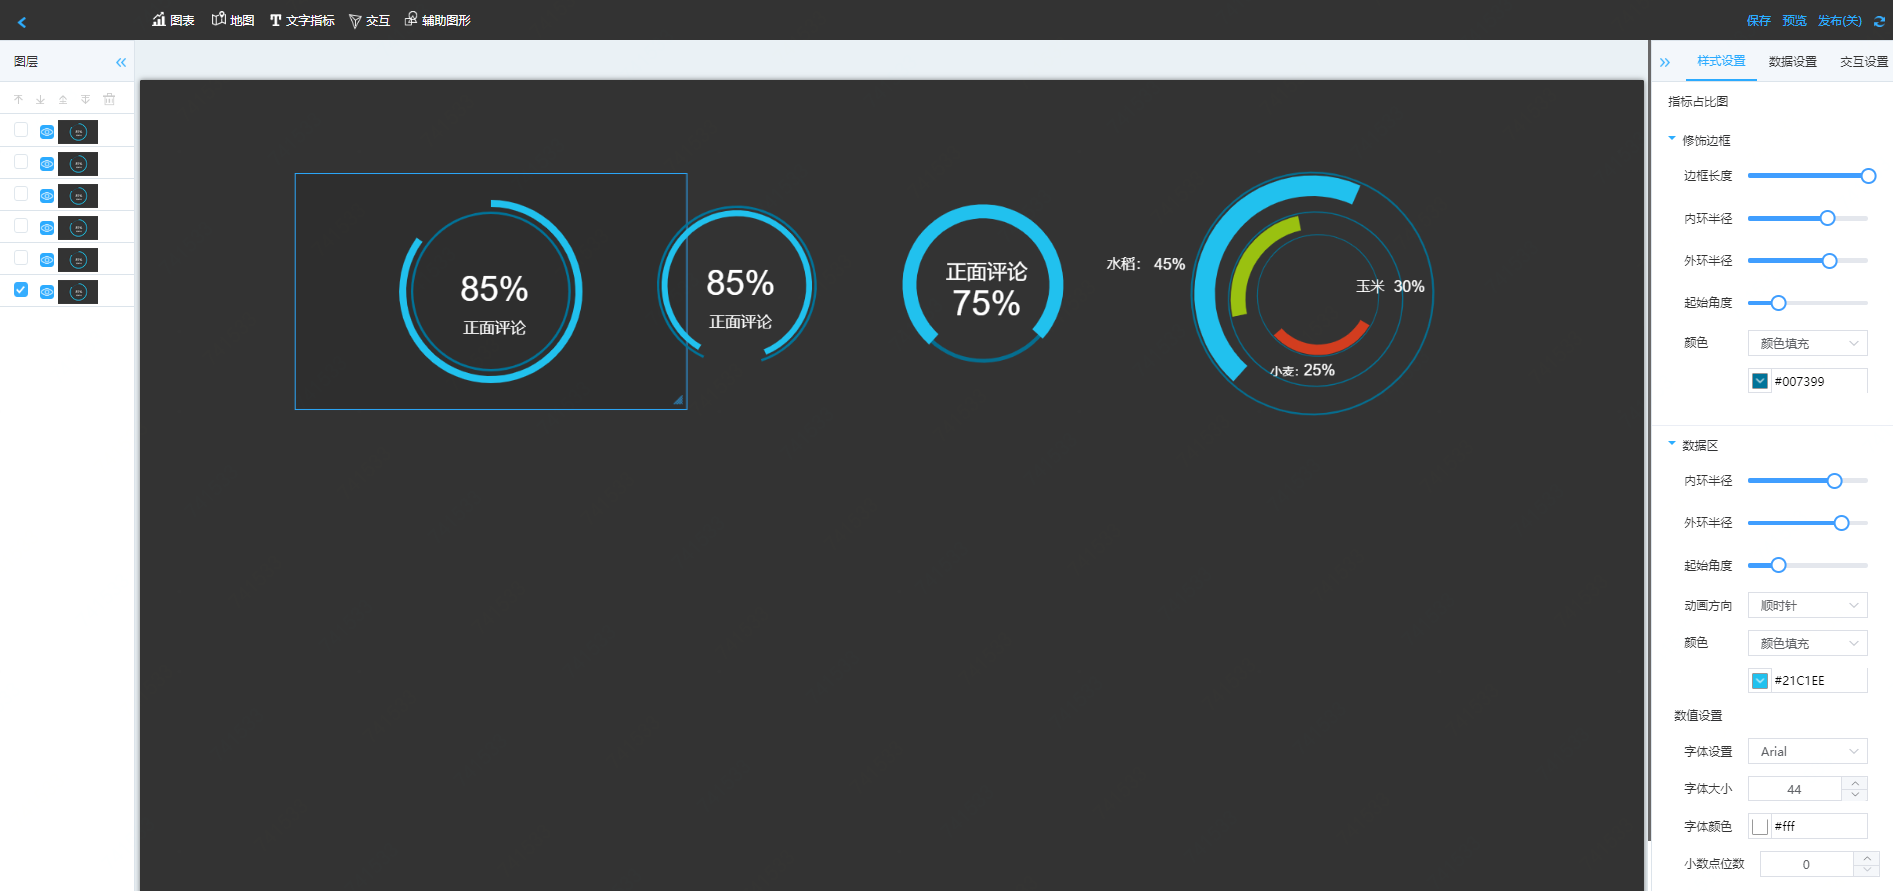 图表 地图 T 文字指标 交互 辅助图形 保存 预览 发布(关)
图层
样式设置 数据设置 交互设置
指标占比图
修饰边框
边框长度
内环半径
外环半径
起始角度
颜色 颜色填充
#007399
数据区
内环半径
外环半径
起始角度
动画方向 顺时针
颜色 颜色填充
#21C1EE
数值设置
字体设置 Arial
字体大小 44
字体颜色 #fff
小数点位数 0
85%
正面评论
85%
正面评论
正面评论
75%
水稻： 45%
玉米 30%
小麦：25%